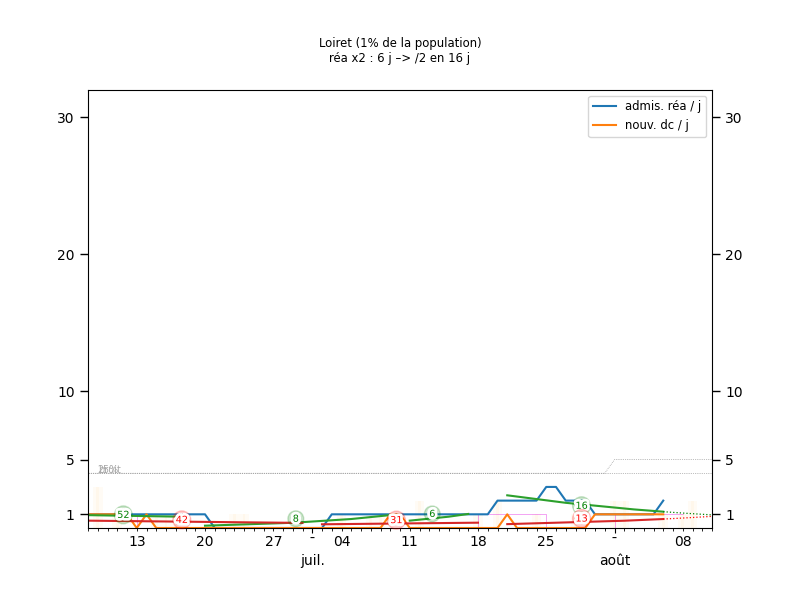 Loiret (1% de la population)
réa x2 : 6 j –> /2 en 16 j
admis. réa / j
nouv. dc / j
30 30
20 20
10 10
5 5
1 1
52 42 8 31 6 16 13
13 20 27 - 04 11 18 25 - 08
juil. août